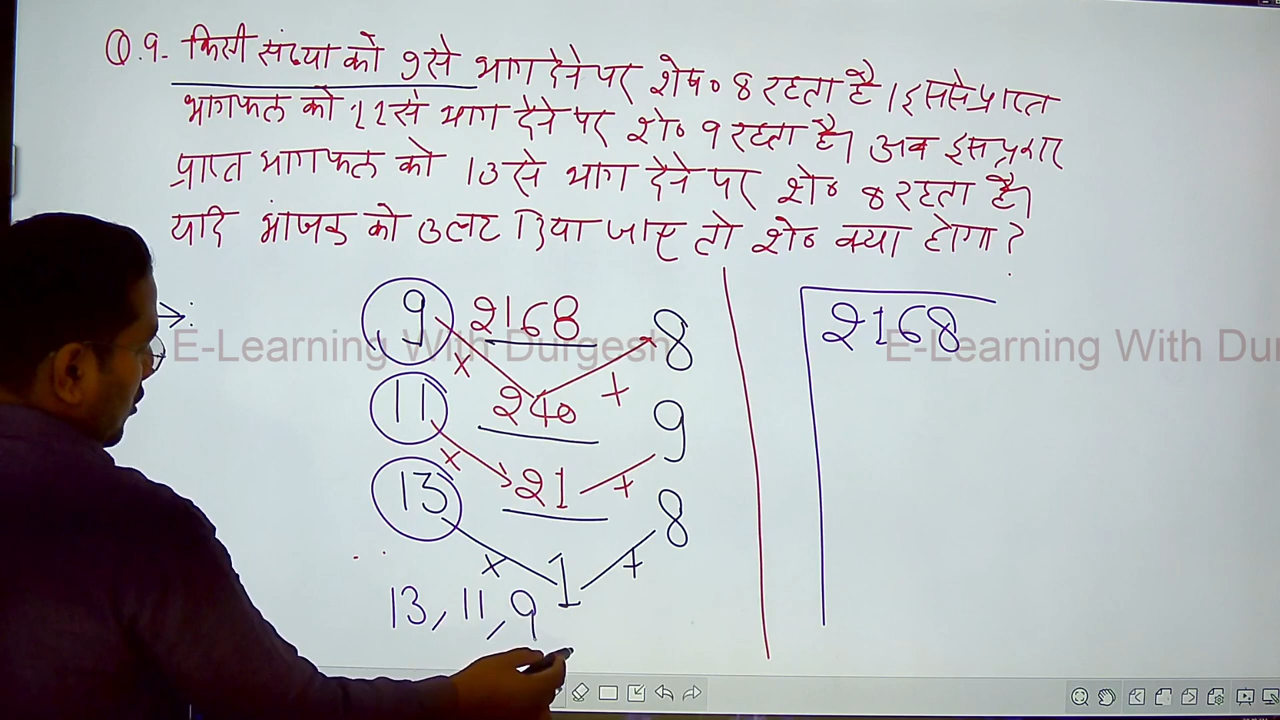 Q.9. किसी संख्या को 9 से भाग देने पर शेष० 8 रहता है। इससे प्राप्त
भागफल को 11 से भाग देने पर शे० 9 रहता है। अब इस प्रकार
प्राप्त भागफल को 13 से भाग देने पर शे० 8 रहता है।
यदि भाजक को उलट दिया जाए तो शे० क्या होगा?
→:
9 2168 8
× +
11 240 9
× +
13 21 8
× +
1
13, 11, 9
2168
E-Learning With Durgesh
E-Learning With Dur